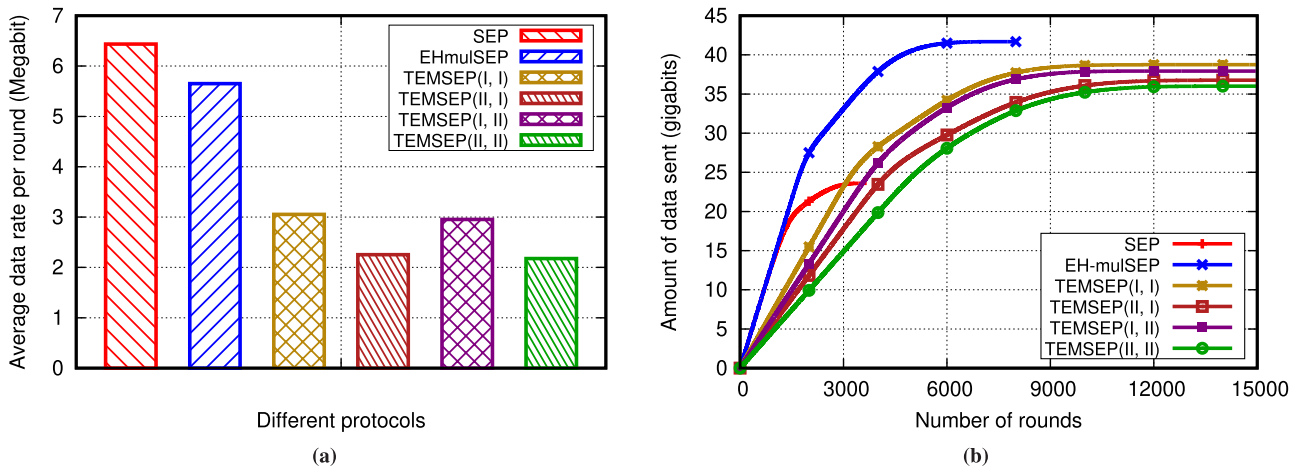 Average data rate per round (Megabit)
7
6
5
4
3
2
1
0
SEP
EHmulSEP
TEMSEP(I, I)
TEMSEP(II, I)
TEMSEP(I, II)
TEMSEP(II, II)
Different protocols
(a)
Amount of data sent (gigabits)
45
40
35
30
25
20
15
10
5
0
SEP
EH-mulSEP
TEMSEP(I, I)
TEMSEP(II, I)
TEMSEP(I, II)
TEMSEP(II, II)
0 3000 6000 9000 12000 15000
Number of rounds
(b)